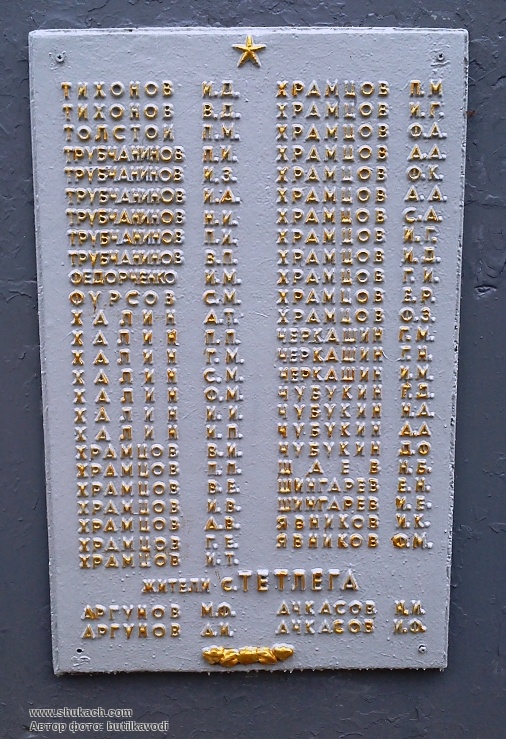 ТИХОНОВ И.Д.
ТИХОНОВ В.Д.
ТОЛСТОЙ
ТРУБЧАНИНОВ
ТРУБЧАНИНОВ И.З.
ТРУБЧАНИНОВ И.А.
ТРУБЧАНИНОВ Н.И.
ТРУБЧАНИНОВ
ТРУБЧАНИНОВ
ФЕДОРЧЕНКО И.М.
ФУРСОВ С.М.
ХАЛИН А.Т.
ХАЛИН
ХАЛИН
ХАЛИН С.М.
ХАЛИН
ХАЛИН
ХАЛИН И.П.
ХРАМЦОВ В.И.
ХРАМЦОВ
ХРАМЦОВ В.Е.
ХРАМЦОВ И.В.
ХРАМЦОВ А.В.
ХРАМЦОВ
ХРАМЦОВ И.Т.
ХРАМЦОВ
ХРАМЦОВ И.Г.
ХРАМЦОВ Ф.А.
ХРАМЦОВ А.А.
ХРАМЦОВ Ф.К.
ХРАМЦОВ А.А.
ХРАМЦОВ С.А.
ХРАМЦОВ И.Г.
ХРАМЦОВ И.Д.
ХРАМЦОВ Г.И.
ХРАМЦОВ Е.Р.
ХРАМЦОВ О.З.
ЧЕРКАШИН
ЧЕРКАШИН
ЧЕРКАШИН И.М.
ЧУБУКИН
ЧУБУКИН
ЧУБУКИН
ЧУБУКИН
ШАЕВ Н.Б.
ШИНГАРЕВ Е.Н.
ШИНГАРЕВ И.Е.
ЯВНИКОВ И.К.
ЯВНИКОВ Ф.М.
ЖИТЕЛИ С.ТЕТЛЕГА
АРГУНОВ М.Ф.
АРГУНОВ
АЧКАСОВ Н.И.
АЧКАСОВ И.Ф.
www.shukach.com
Автор фото: butilkavodi